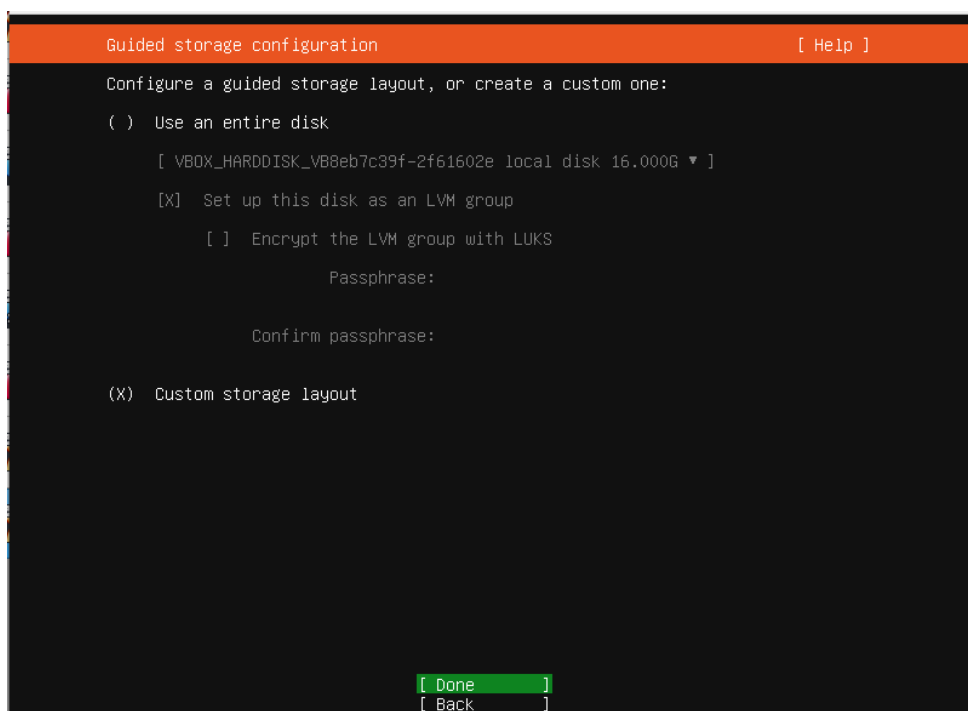 Guided storage configuration [ Help ]
Configure a guided storage layout, or create a custom one:
( ) Use an entire disk
[ VBOX_HARDDISK_VB8eb7c39f-2f61602e local disk 16.000G ▾ ]
[X] Set up this disk as an LVM group
[ ] Encrypt the LVM group with LUKS
Passphrase:
Confirm passphrase:
(X) Custom storage layout
[ Done ]
[ Back ]